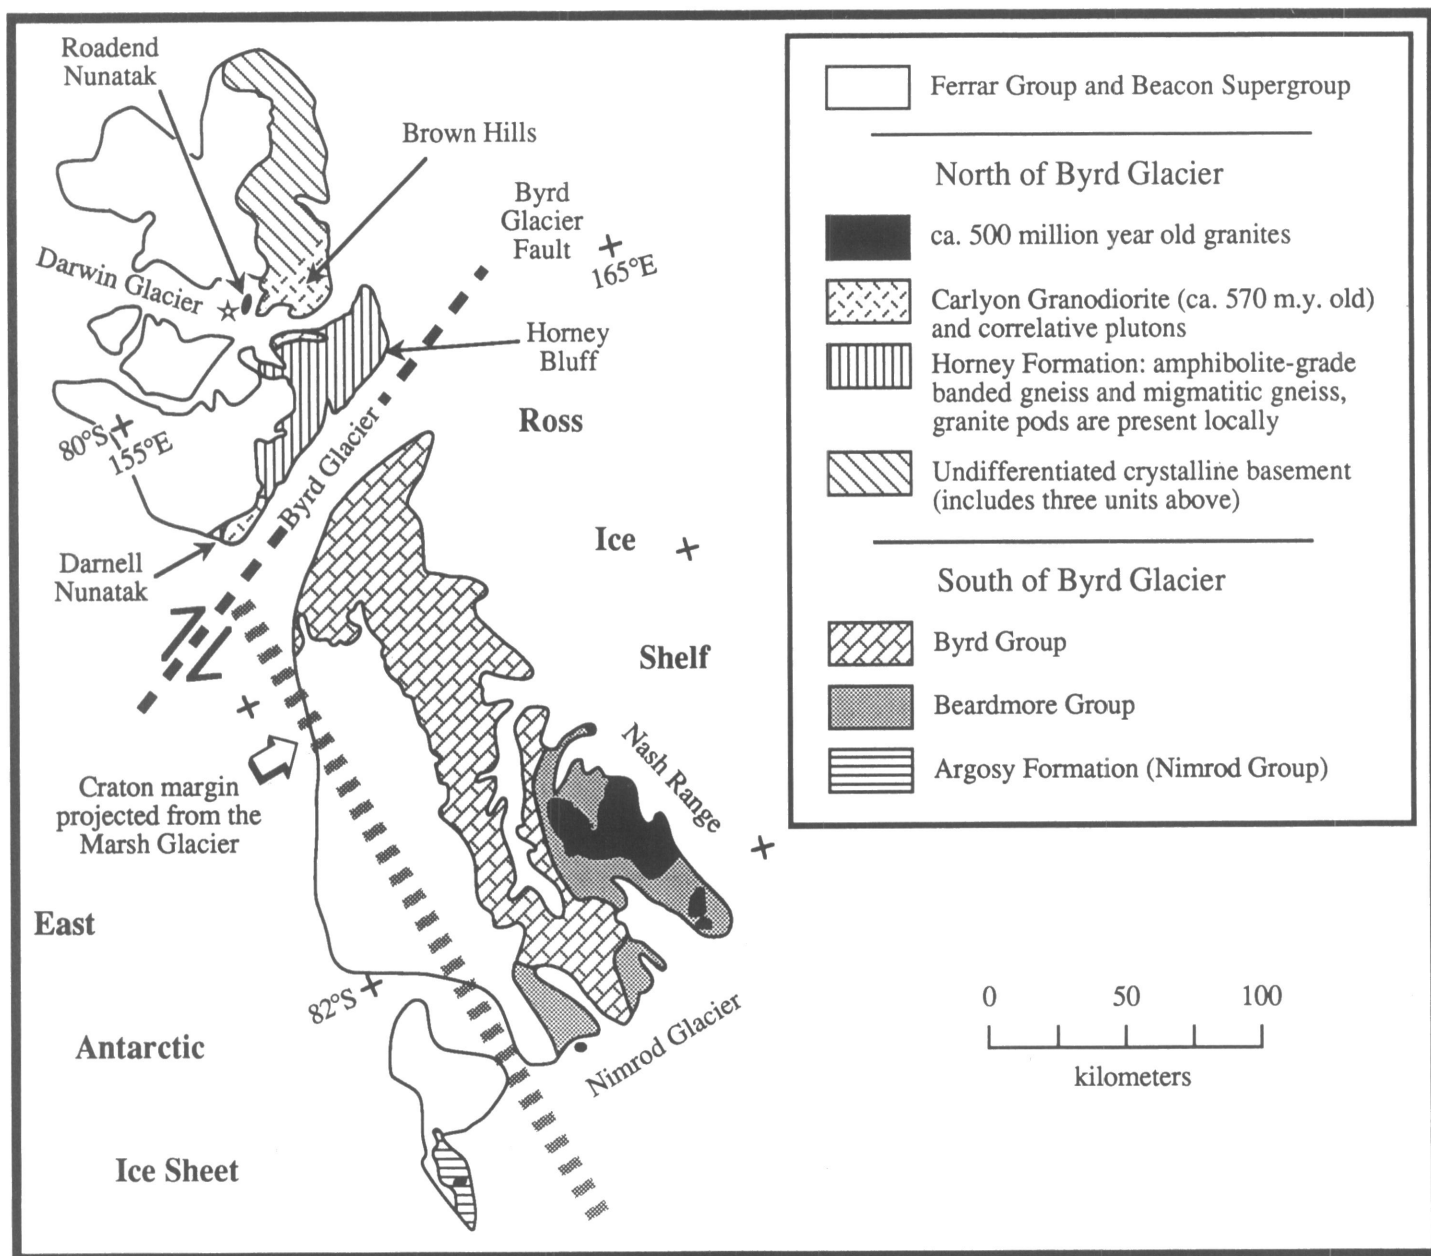 Roadend
Nunatak
Brown Hills
Byrd
Glacier
Fault
165°E
Darwin Glacier
Horney
Bluff
80°S
155°E
Byrd Glacier
Ross
Darnell
Nunatak
Ice
Shelf
Nash Range
Craton margin
projected from the
Marsh Glacier
East
82°S
Antarctic
Nimrod Glacier
Ice Sheet
Ferrar Group and Beacon Supergroup
North of Byrd Glacier
ca. 500 million year old granites
Carlyon Granodiorite (ca. 570 m.y. old)
and correlative plutons
Horney Formation: amphibolite-grade
banded gneiss and migmatitic gneiss,
granite pods are present locally
Undifferentiated crystalline basement
(includes three units above)
South of Byrd Glacier
Byrd Group
Beardmore Group
Argosy Formation (Nimrod Group)
0 50 100
kilometers